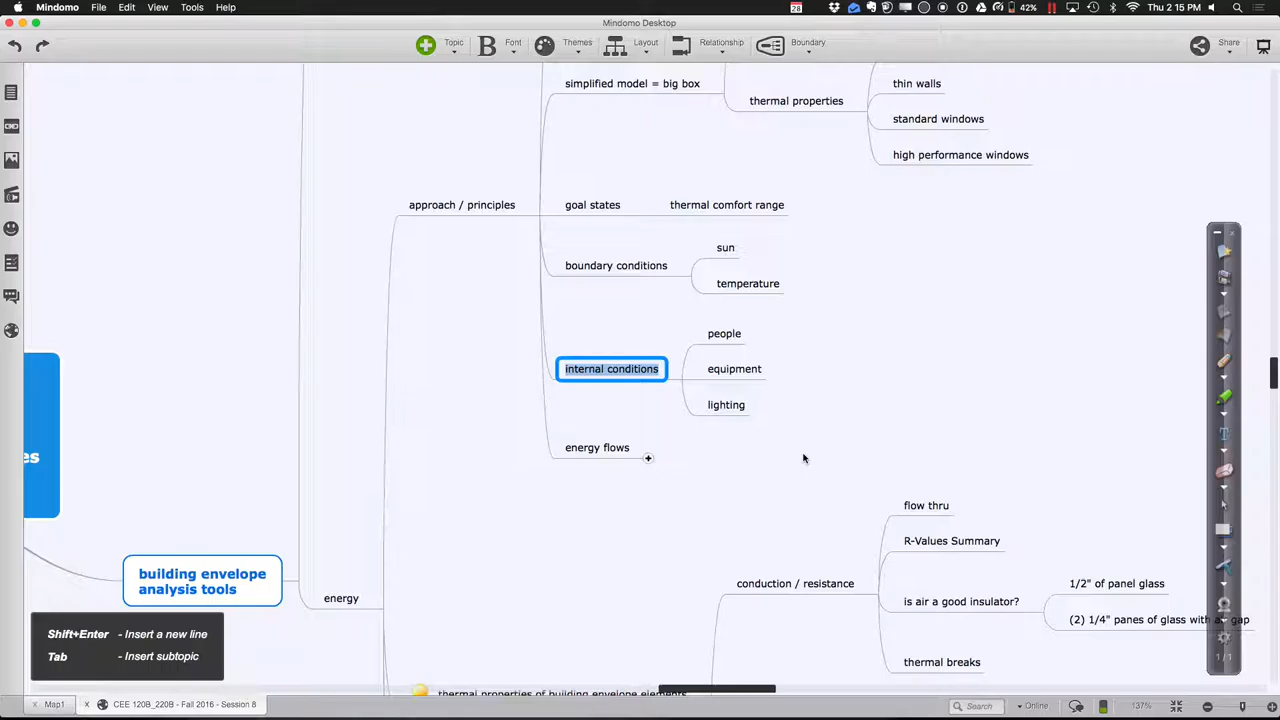 Mindomo File Edit View Tools Help
28
42%
Thu 2.15 PM
Mindomo Desktop
Topic
Font
Themes
Layout
Relationship
Boundary
Share
simplified model = big box
thermal properties
thin walls
standard windows
high performance windows
approach / principles
goal states
thermal comfort range
boundary conditions
sun
temperature
people
internal conditions
equipment
lighting
energy flows
es
building envelope
analysis tools
energy
flow thru
R-Values Summary
conduction / resistance
1/2" of panel glass
is air a good insulator?
(2) 1/4" panes of glass with gap
thermal breaks
Shift+Enter - Insert a new line
Tab - Insert subtopic
thermal properties of building envelope elements
1 / 1
Map1
CEE 120B_220B - Fall 2016 - Session 8
Search
Online
137%